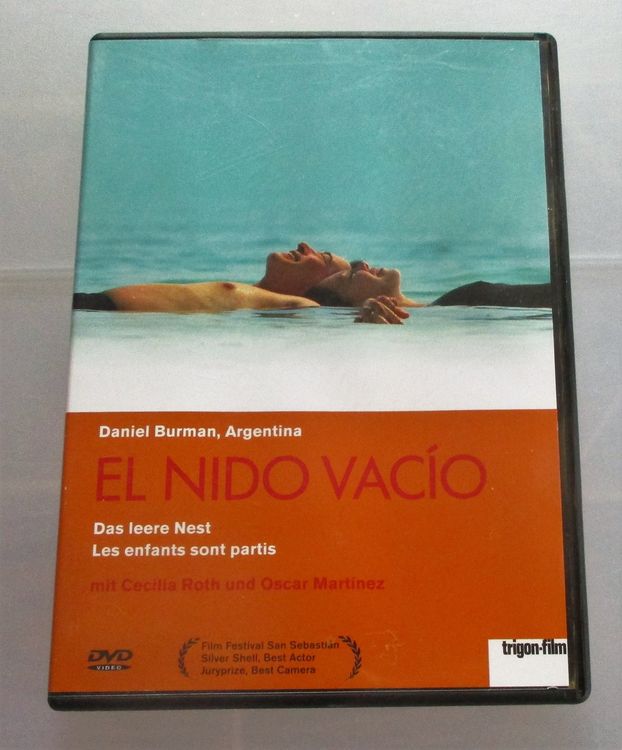 Daniel Burman, Argentina
EL NIDO VACÍO
Das leere Nest
Les enfants sont partis
mit Cecilia Roth und Oscar Martínez
Film Festival San Sebastián
Silver Shell, Best Actor
Juryprize, Best Camera
DVD
VIDEO
trigon-film